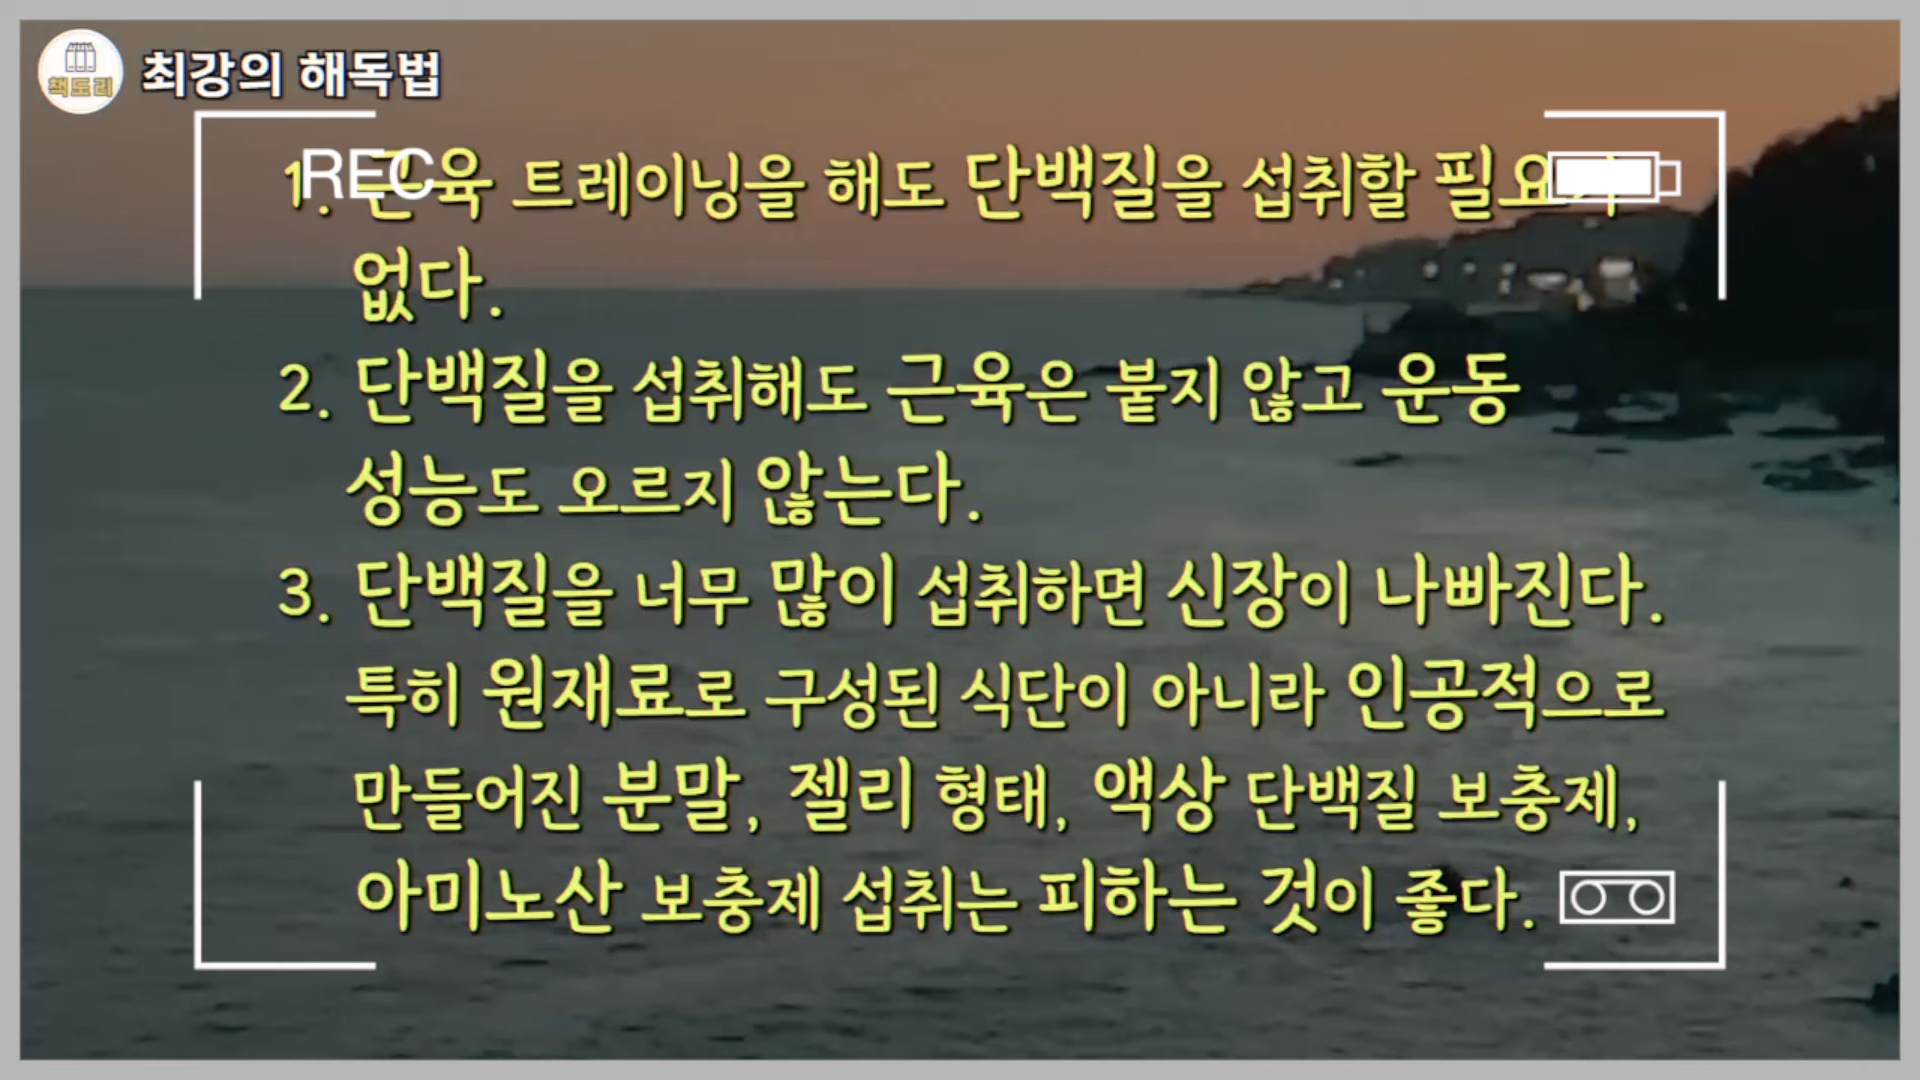 책도리
최강의 해독법
REC
1. 근육 트레이닝을 해도 단백질을 섭취할 필요가
없다.
2. 단백질을 섭취해도 근육은 붙지 않고 운동
성능도 오르지 않는다.
3. 단백질을 너무 많이 섭취하면 신장이 나빠진다.
특히 원재료로 구성된 식단이 아니라 인공적으로
만들어진 분말, 젤리 형태, 액상 단백질 보충제,
아미노산 보충제 섭취는 피하는 것이 좋다.